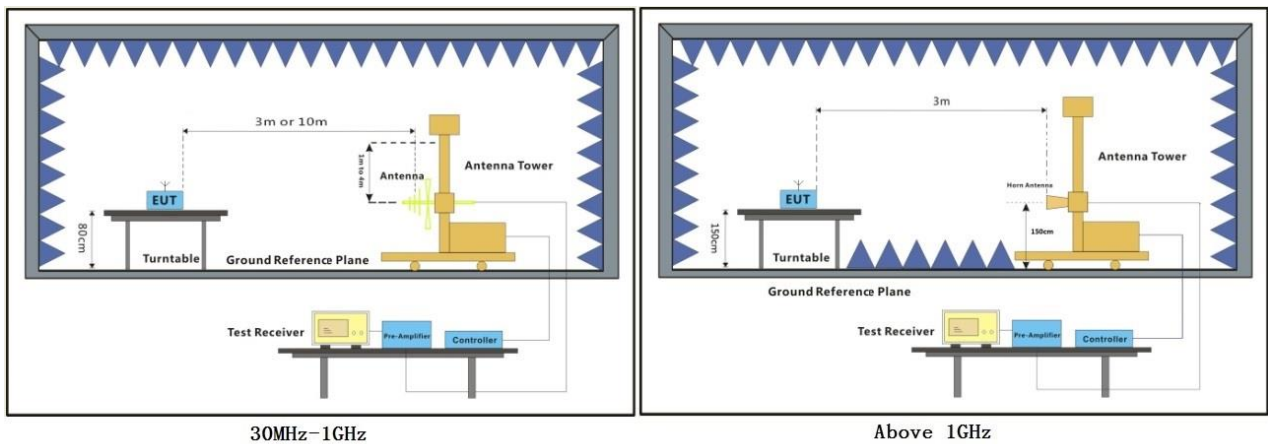 3m or 10m
1m to 4m
Antenna
Antenna Tower
EUT
80cm
Turntable
Ground Reference Plane
Test Receiver
Pre-Amplifier
Controller
30MHz-1GHz
3m
Antenna Tower
Horn Antenna
EUT
150cm
150cm
Turntable
Ground Reference Plane
Test Receiver
Pre-Amplifier
Controller
Above 1GHz